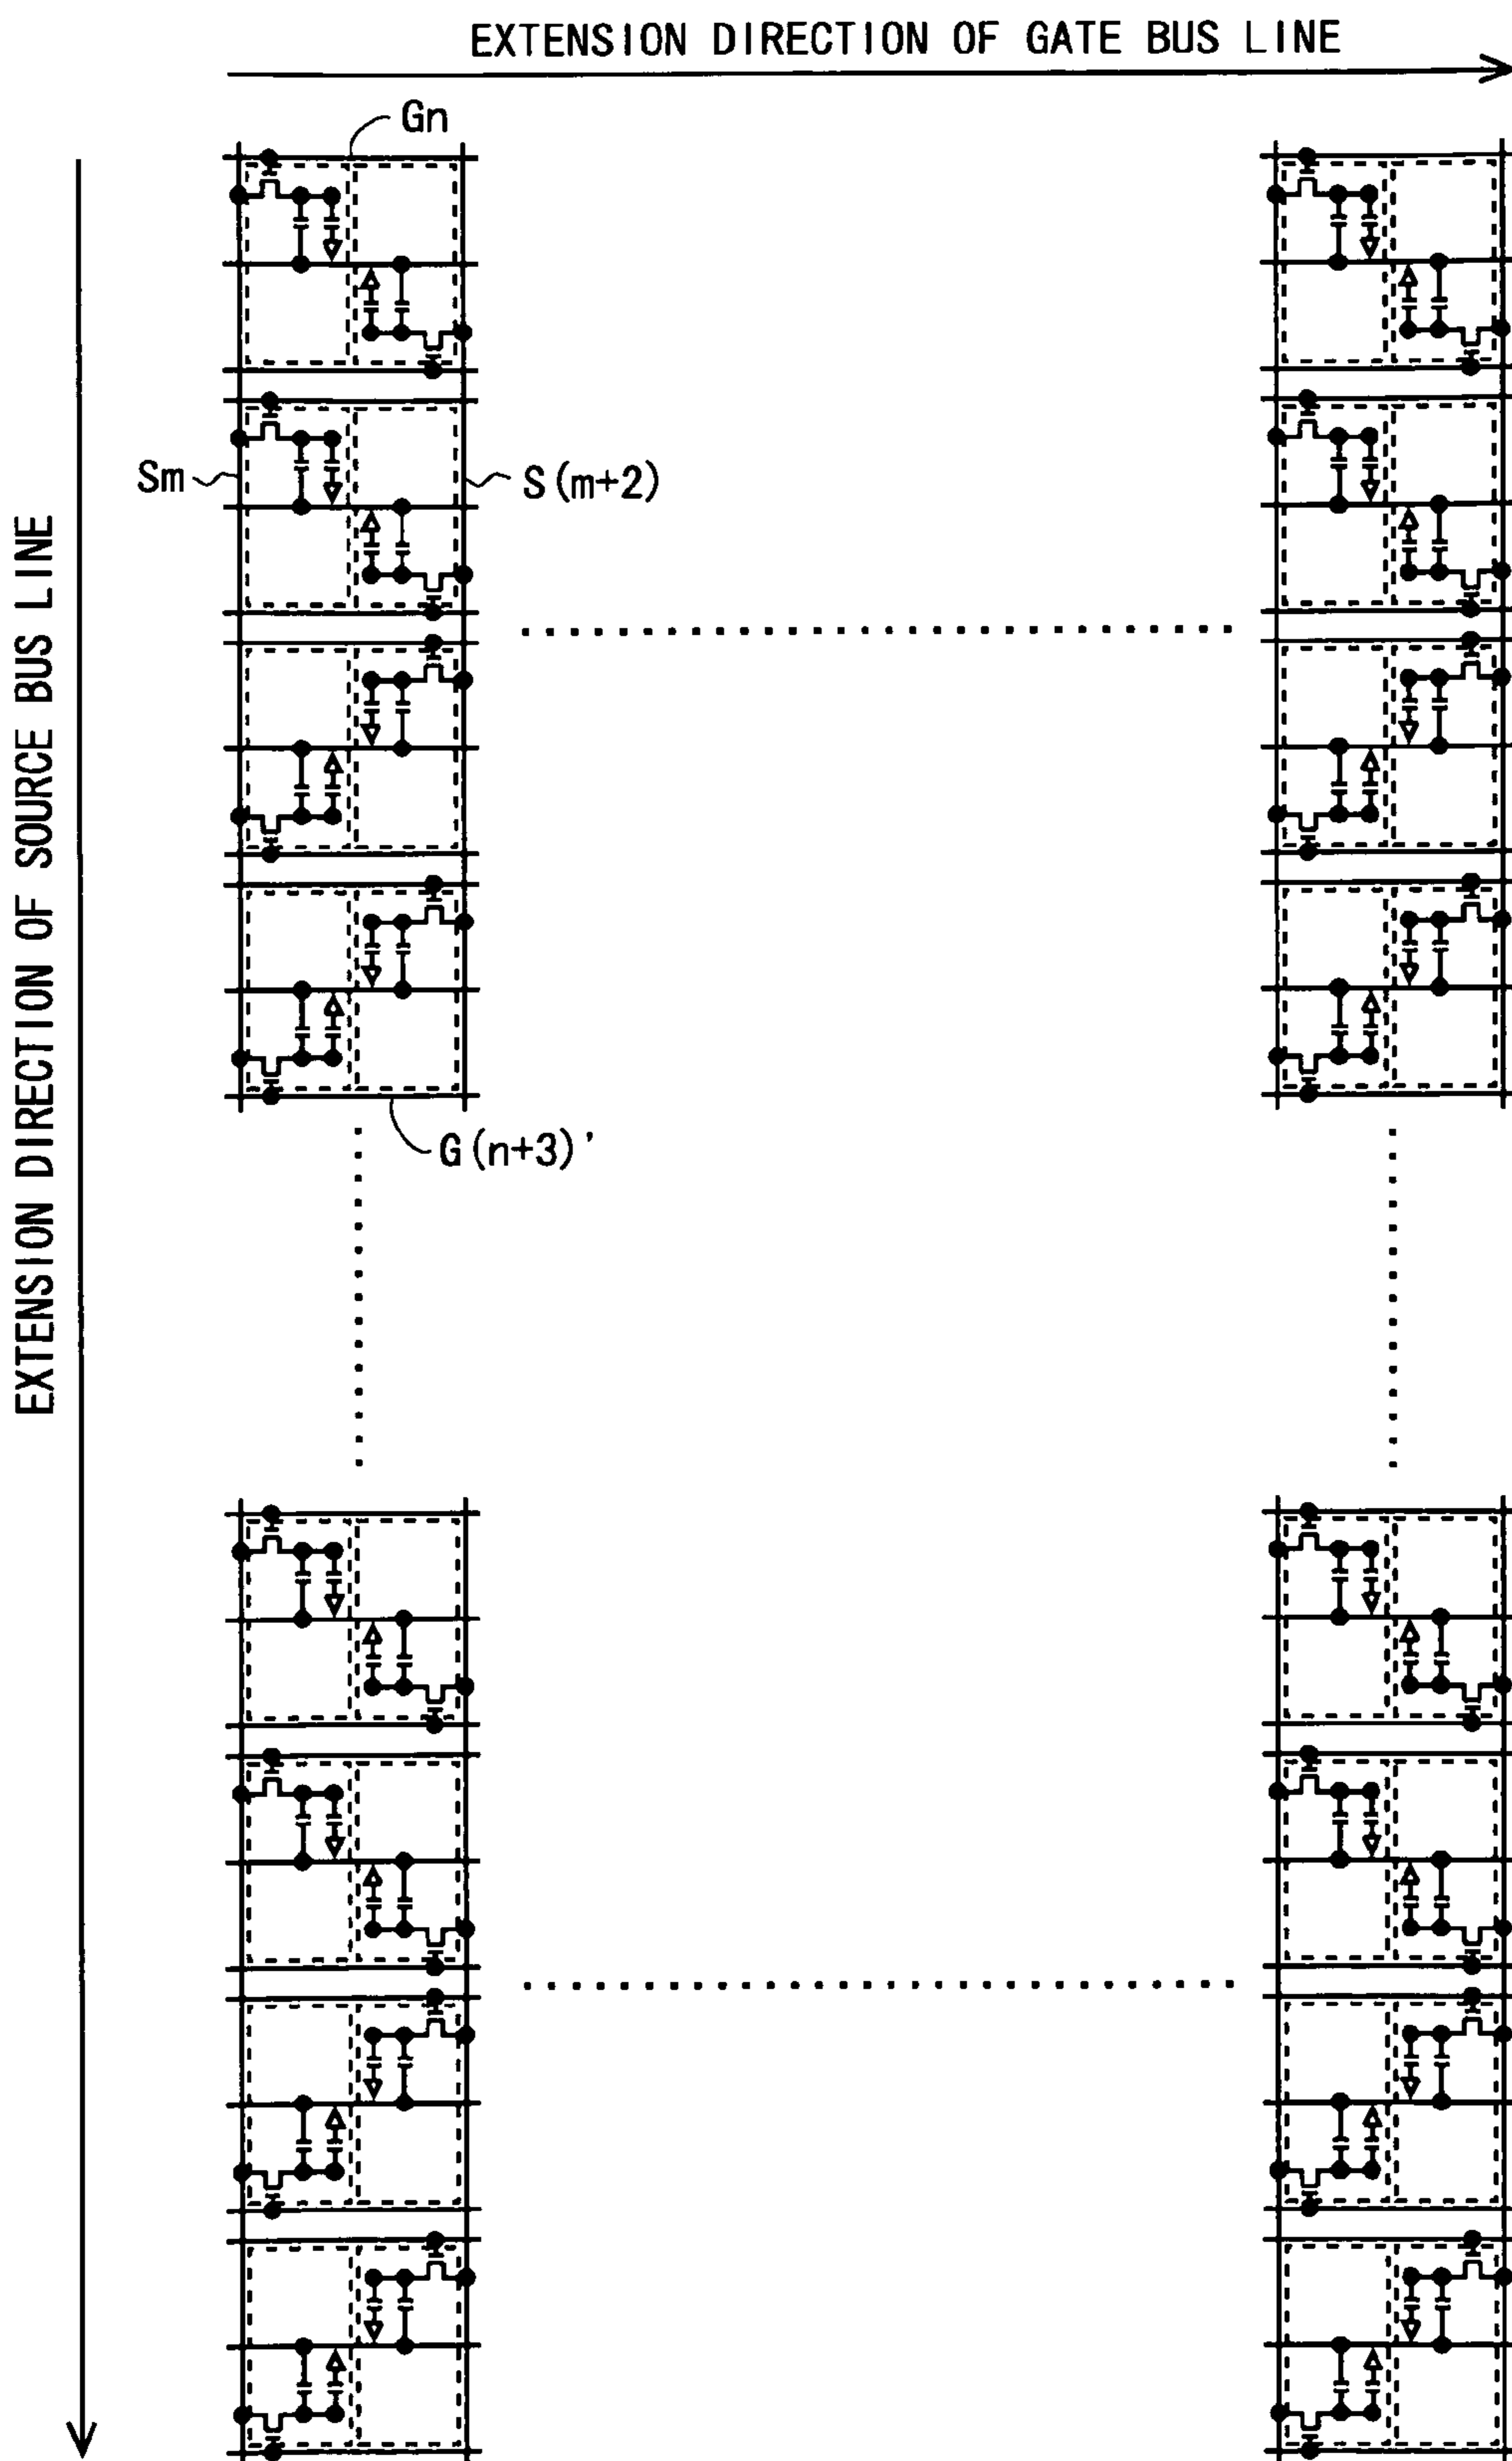 EXTENSION DIRECTION OF GATE BUS LINE
Gn
Sm
S(m+2)
EXTENSION DIRECTION OF SOURCE BUS LINE
G(n+3)'